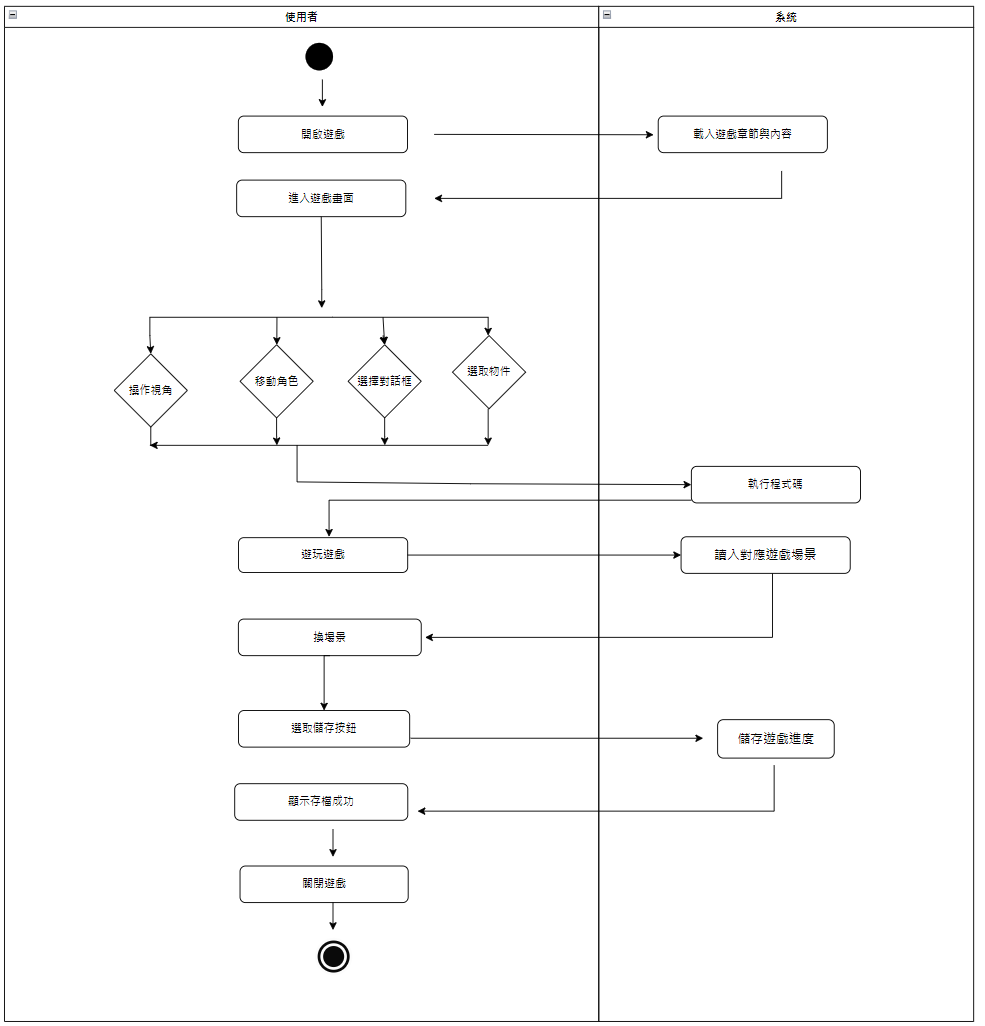 使用者
系統
開啟遊戲
載入遊戲章節與內容
進入遊戲畫面
操作視角
移動角色
選擇對話框
選取物件
執行程式碼
遊玩遊戲
讀入對應遊戲場景
換場景
選取儲存按鈕
儲存遊戲進度
顯示存檔成功
關閉遊戲